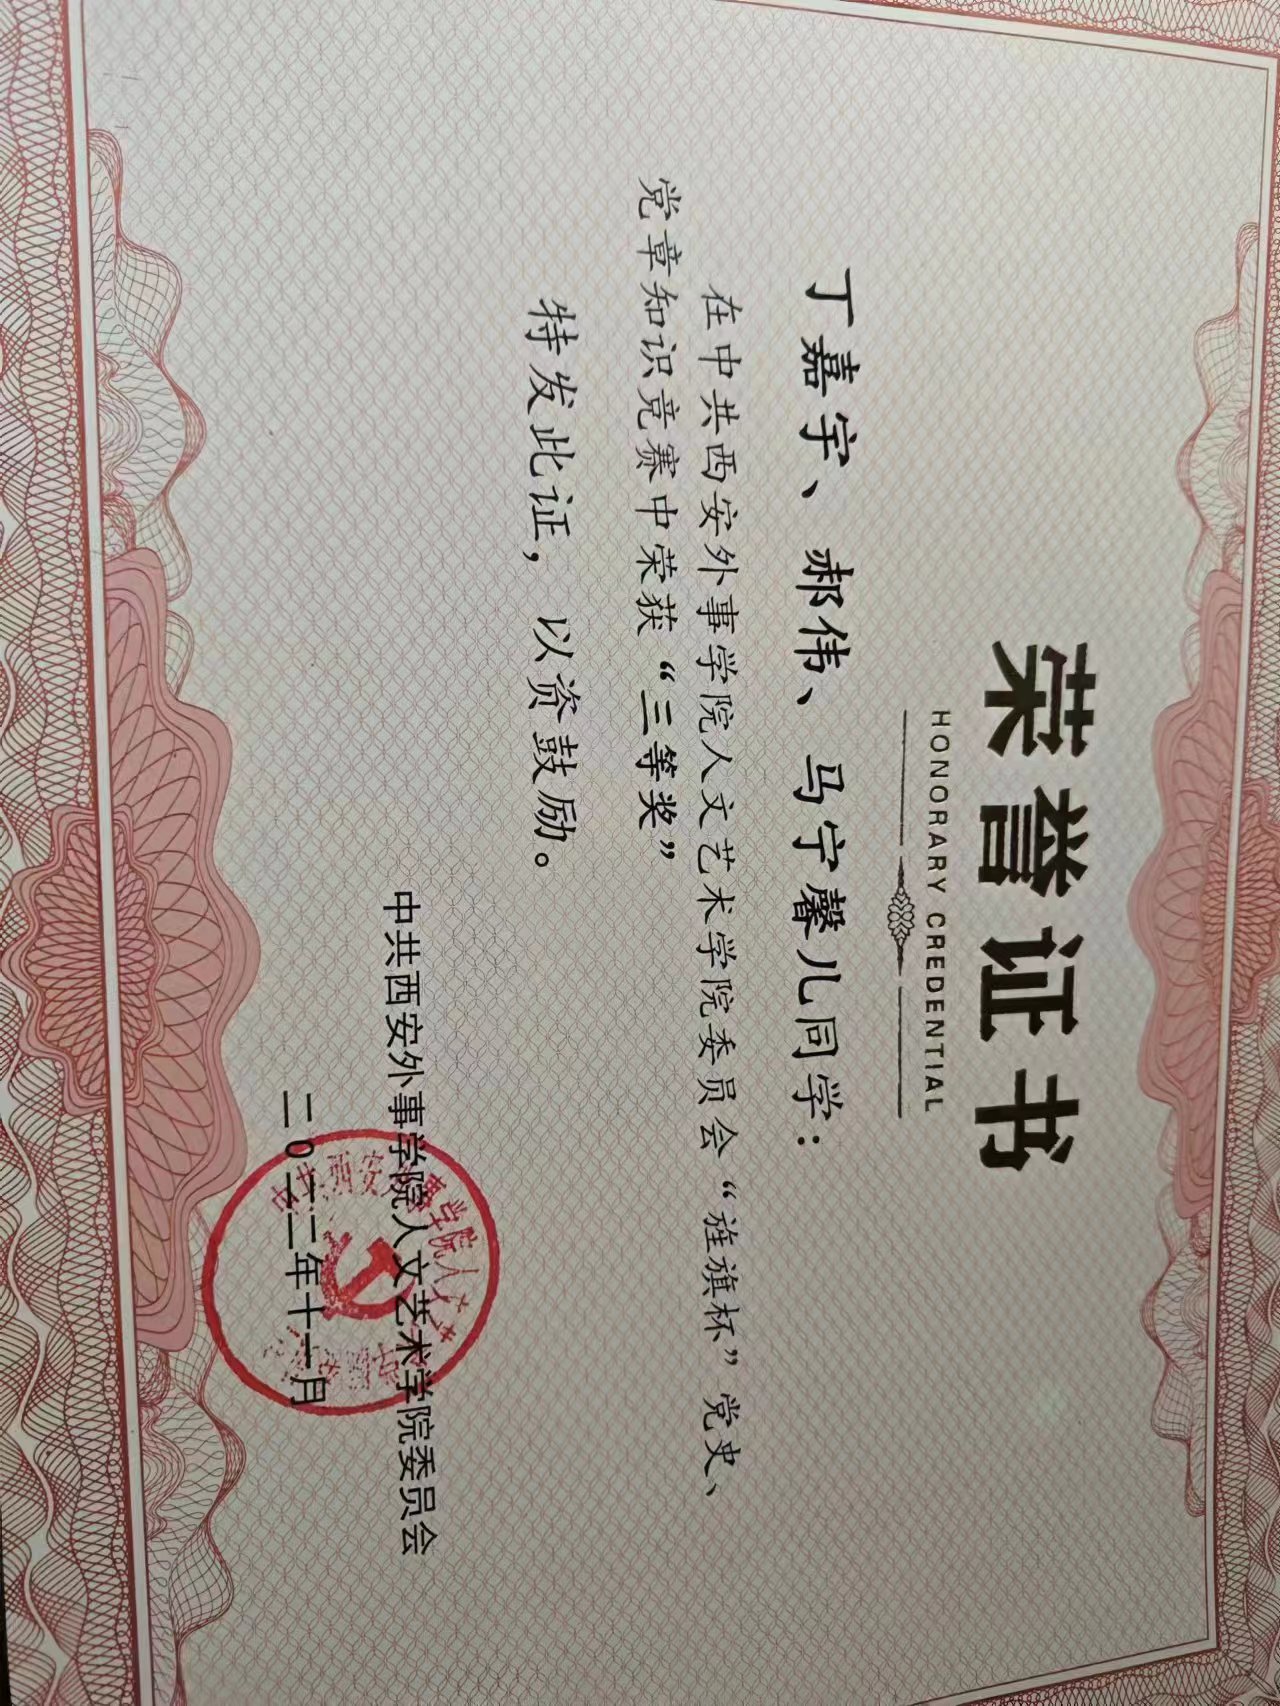 荣誉证书
HONORARY CREDENTIAL
丁嘉宇、郝伟、马宇馨儿同学：
在中共西安外事学院人文艺术学院委员会“旌旗杯”党史、
党章知识竞赛中荣获“三等奖”
特发此证，以资鼓励。
中共西安外事学院人文艺术学院委员会
二0二二年十一月